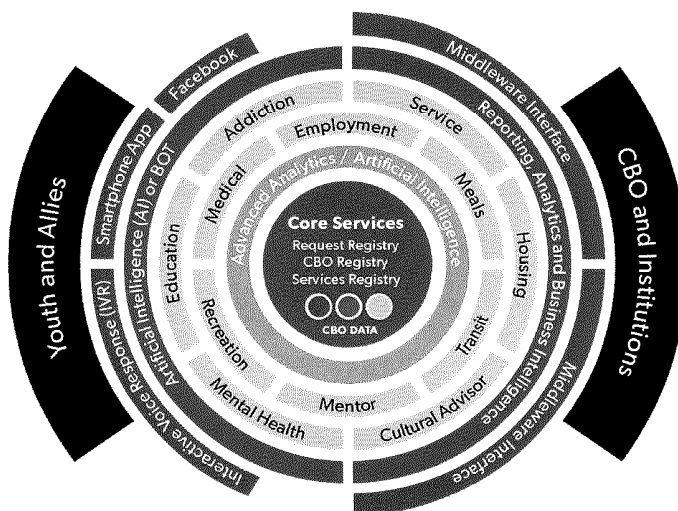 Facebook
Smartphone App
Interactive Voice Response (IVR)
Youth and Allies
Artificial Intelligence (AI) or BOT
Middleware Interface
Reporting, Analytics and Business Intelligence
Middleware Interface
CBO and Institutions
Addiction
Service
Education
Housing
Mental Health
Cultural Advisor
Employment
Medical
Meals
Recreation
Transit
Mentor
Advanced Analytics / Artificial Intelligence
Core Services
Request Registry
CBO Registry
Services Registry
CBO DATA